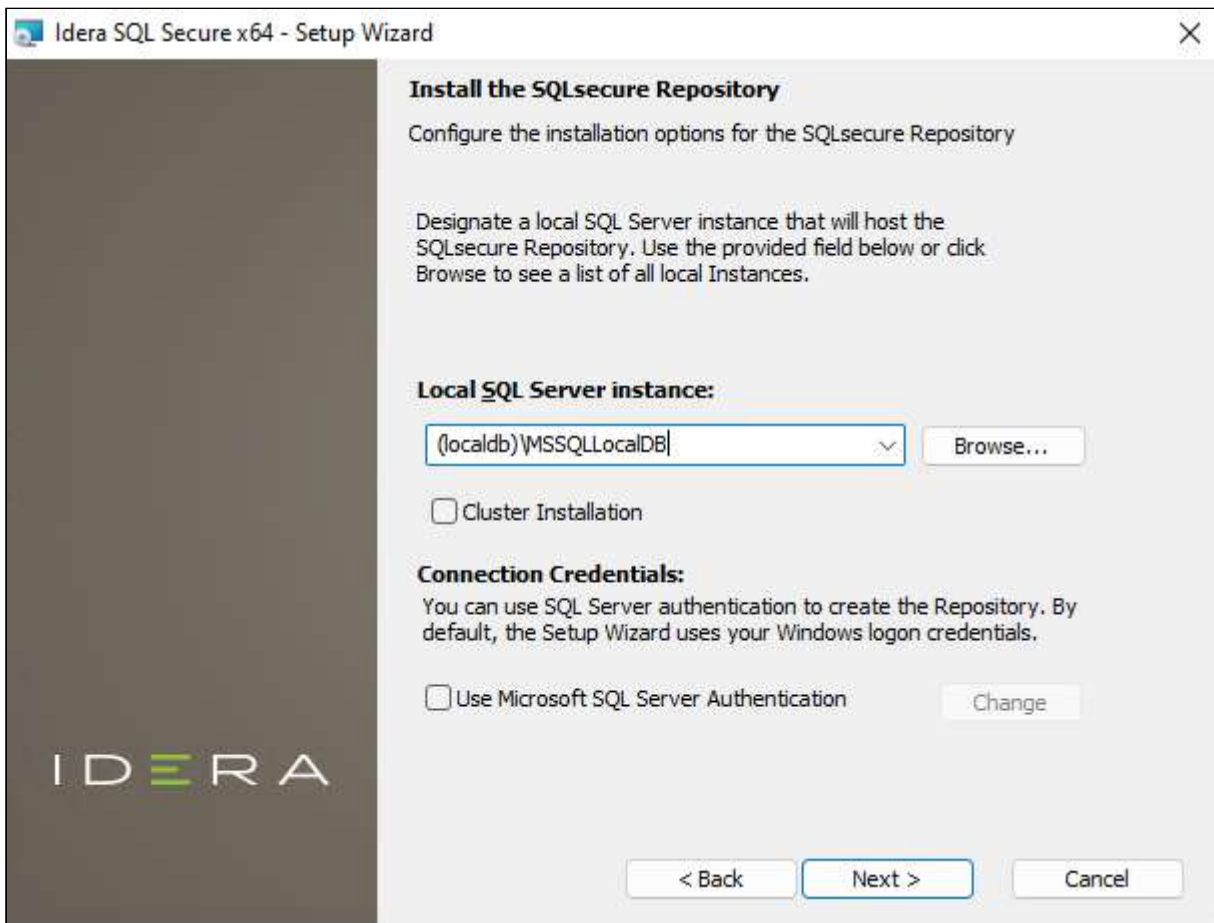 Idera SQL Secure x64 - Setup Wizard
Install the SQLsecure Repository
Configure the installation options for the SQLsecure Repository
Designate a local SQL Server instance that will host the
SQLsecure Repository. Use the provided field below or click
Browse to see a list of all local Instances.
Local SQL Server instance:
(localdb)\MSSQLLocalDB
Browse...
Cluster Installation
Connection Credentials:
You can use SQL Server authentication to create the Repository. By
default, the Setup Wizard uses your Windows logon credentials.
Use Microsoft SQL Server Authentication
Change
IDERA
< Back
Next >
Cancel